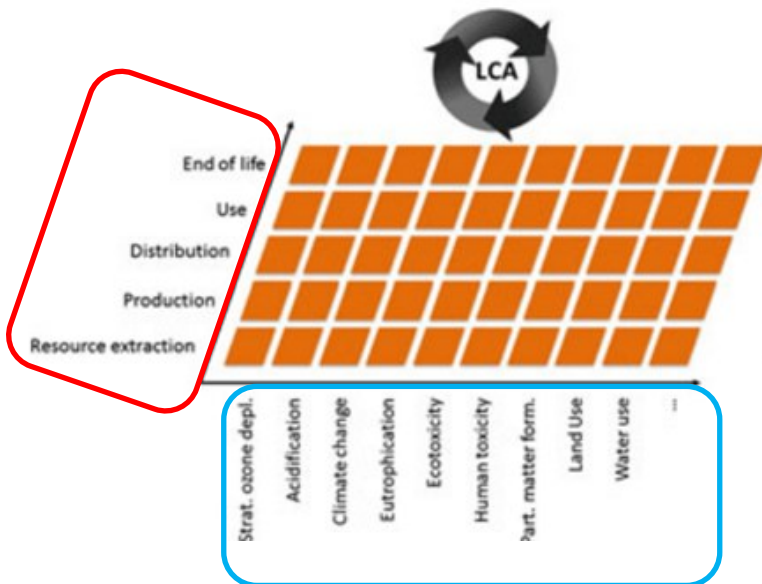 LCA
End of life
Use
Distribution
Production
Resource extraction
Strat. ozone depl.
Acidification
Climate change
Eutrophication
Ecotoxicity
Human toxicity
Part. matter form.
Land Use
Water use
...